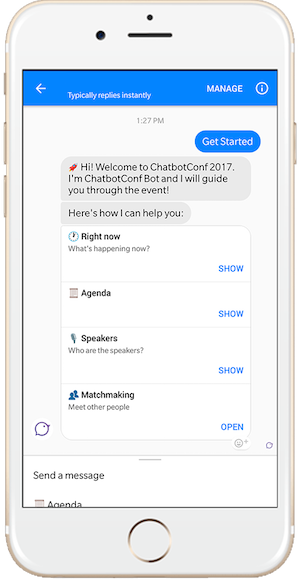 MANAGE
Typically replies instantly
1:27 PM
Get Started
🚀 Hi! Welcome to ChatbotConf 2017.
I'm ChatbotConf Bot and I will guide
you through the event!
Here's how I can help you:
Right now
What's happening now?
SHOW
Agenda
SHOW
Speakers
Who are the speakers?
SHOW
Matchmaking
Meet other people
OPEN
Send a message
Agenda